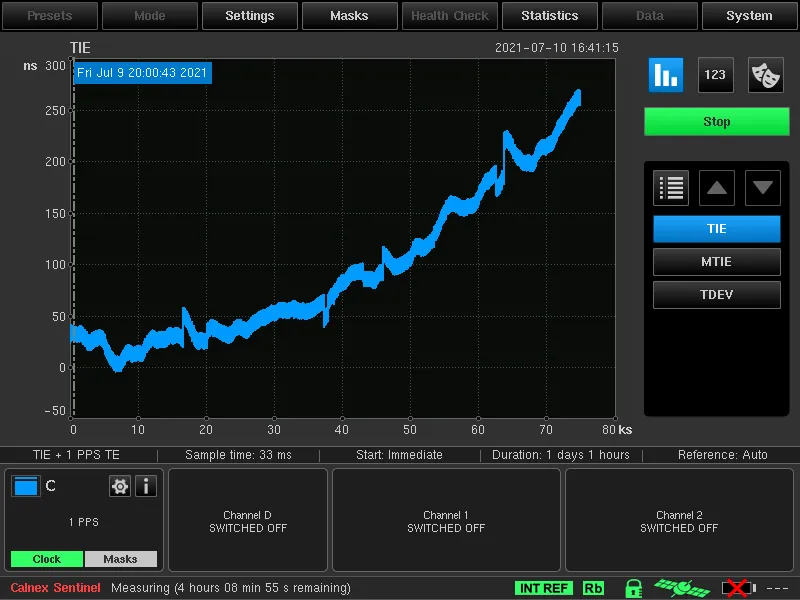 Presets Mode Settings Masks Health Check Statistics Data System
TIE 2021-07-10 16:41:15
ns 300
Fri Jul 9 20:00:43 2021
250
200
150
100
50
0
-50
0 10 20 30 40 50 60 70 80 ks
123
Stop
TIE
MTIE
TDEV
TIE + 1 PPS TE | Sample time: 33 ms | Start: Immediate | Duration: 1 days 1 hours | Reference: Auto
C
i
1 PPS
Clock Masks
Channel D
SWITCHED OFF
Channel 1
SWITCHED OFF
Channel 2
SWITCHED OFF
Calnex Sentinel Measuring (4 hours 08 min 55 s remaining) INT REF Rb ---